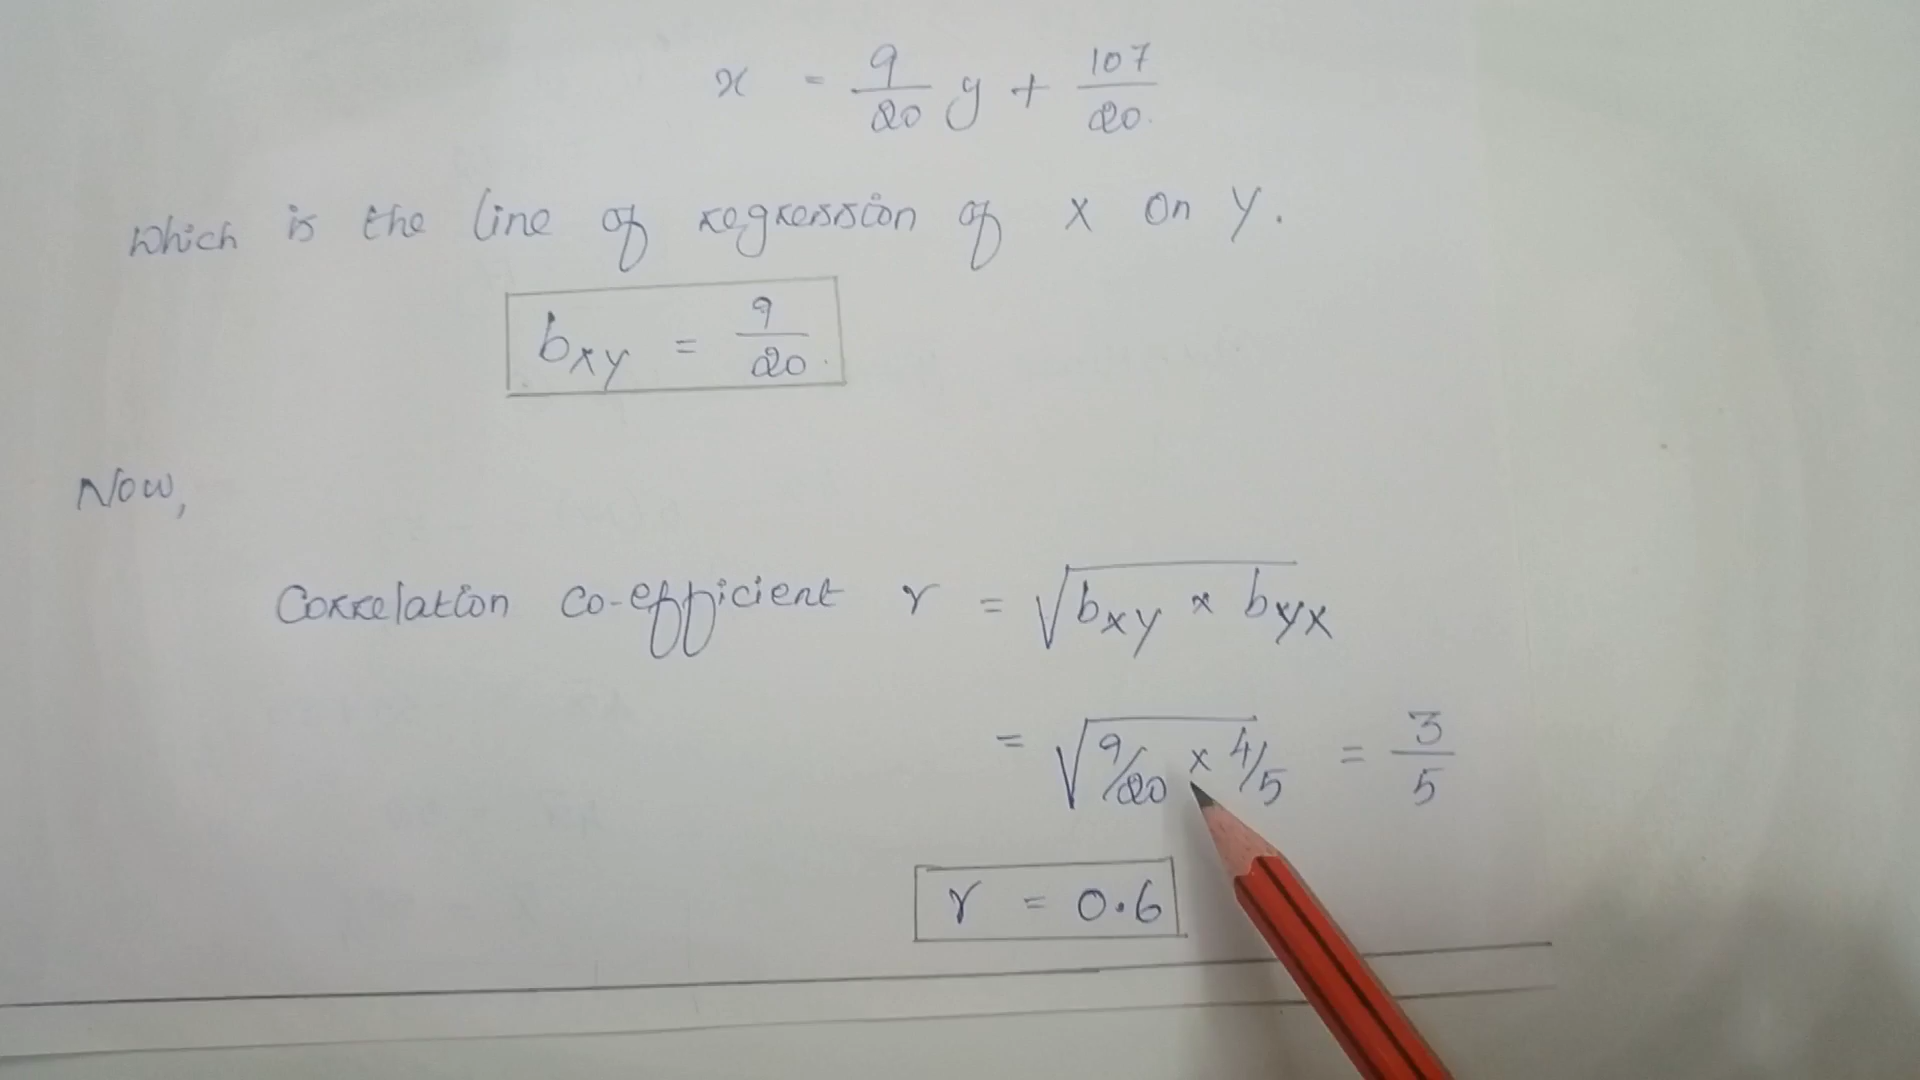 x = 9/20 y + 107/20.
which is the line of regression of X on Y.
bxy = 9/20.
Now,
Correlation co-efficient r = √bxy × byx
= √9/20 × 4/5 = 3/5
r = 0.6